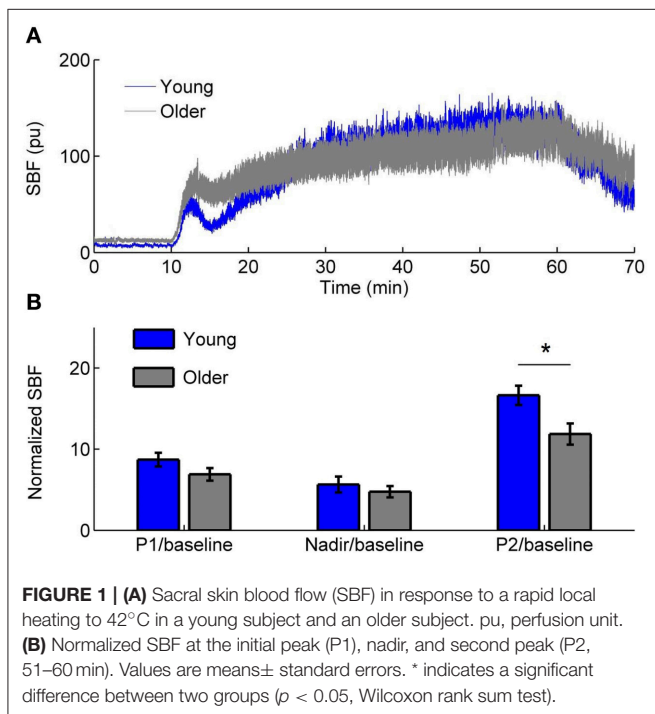 A
200
Young
Older
100
SBF (pu)
0
0 10 20 30 40 50 60 70
Time (min)
B
Young
Older
*
20
10
0
Normalized SBF
P1/baseline Nadir/baseline P2/baseline
FIGURE 1 | (A) Sacral skin blood flow (SBF) in response to a rapid local
heating to 42°C in a young subject and an older subject. pu, perfusion unit.
(B) Normalized SBF at the initial peak (P1), nadir, and second peak (P2,
51–60 min). Values are means± standard errors. * indicates a significant
difference between two groups (p < 0.05, Wilcoxon rank sum test).